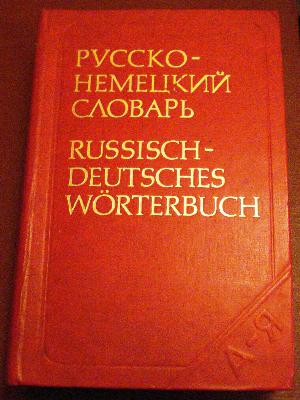 РУССКО-
НЕМЕЦКИЙ
СЛОВАРЬ
RUSSISCH-
DEUTSCHES
WÖRTERBUCH
А-Я